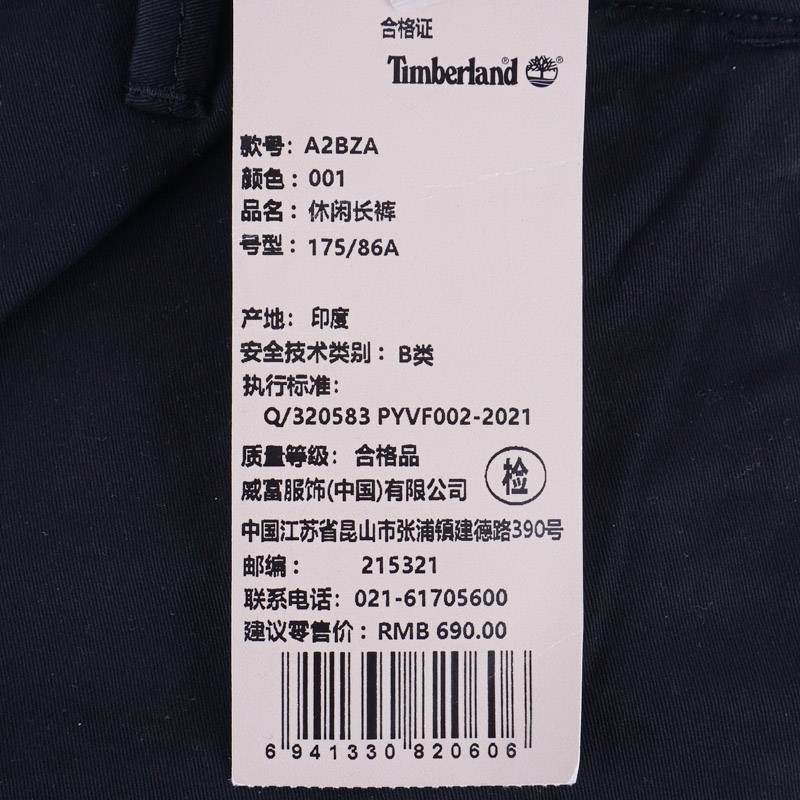 合格证
Timberland®®
款号：A2BZA
颜色：001
品名：休闲长裤
号型：175/86A
产地：印度
安全技术类别：B类
执行标准：
Q/320583 PYVF002-2021
质量等级：合格品
检
威富服饰(中国)有限公司
中国江苏省昆山市张浦镇建德路390号
邮编：215321
联系电话：021-61705600
建议零售价：RMB 690.00
6 941330 820606